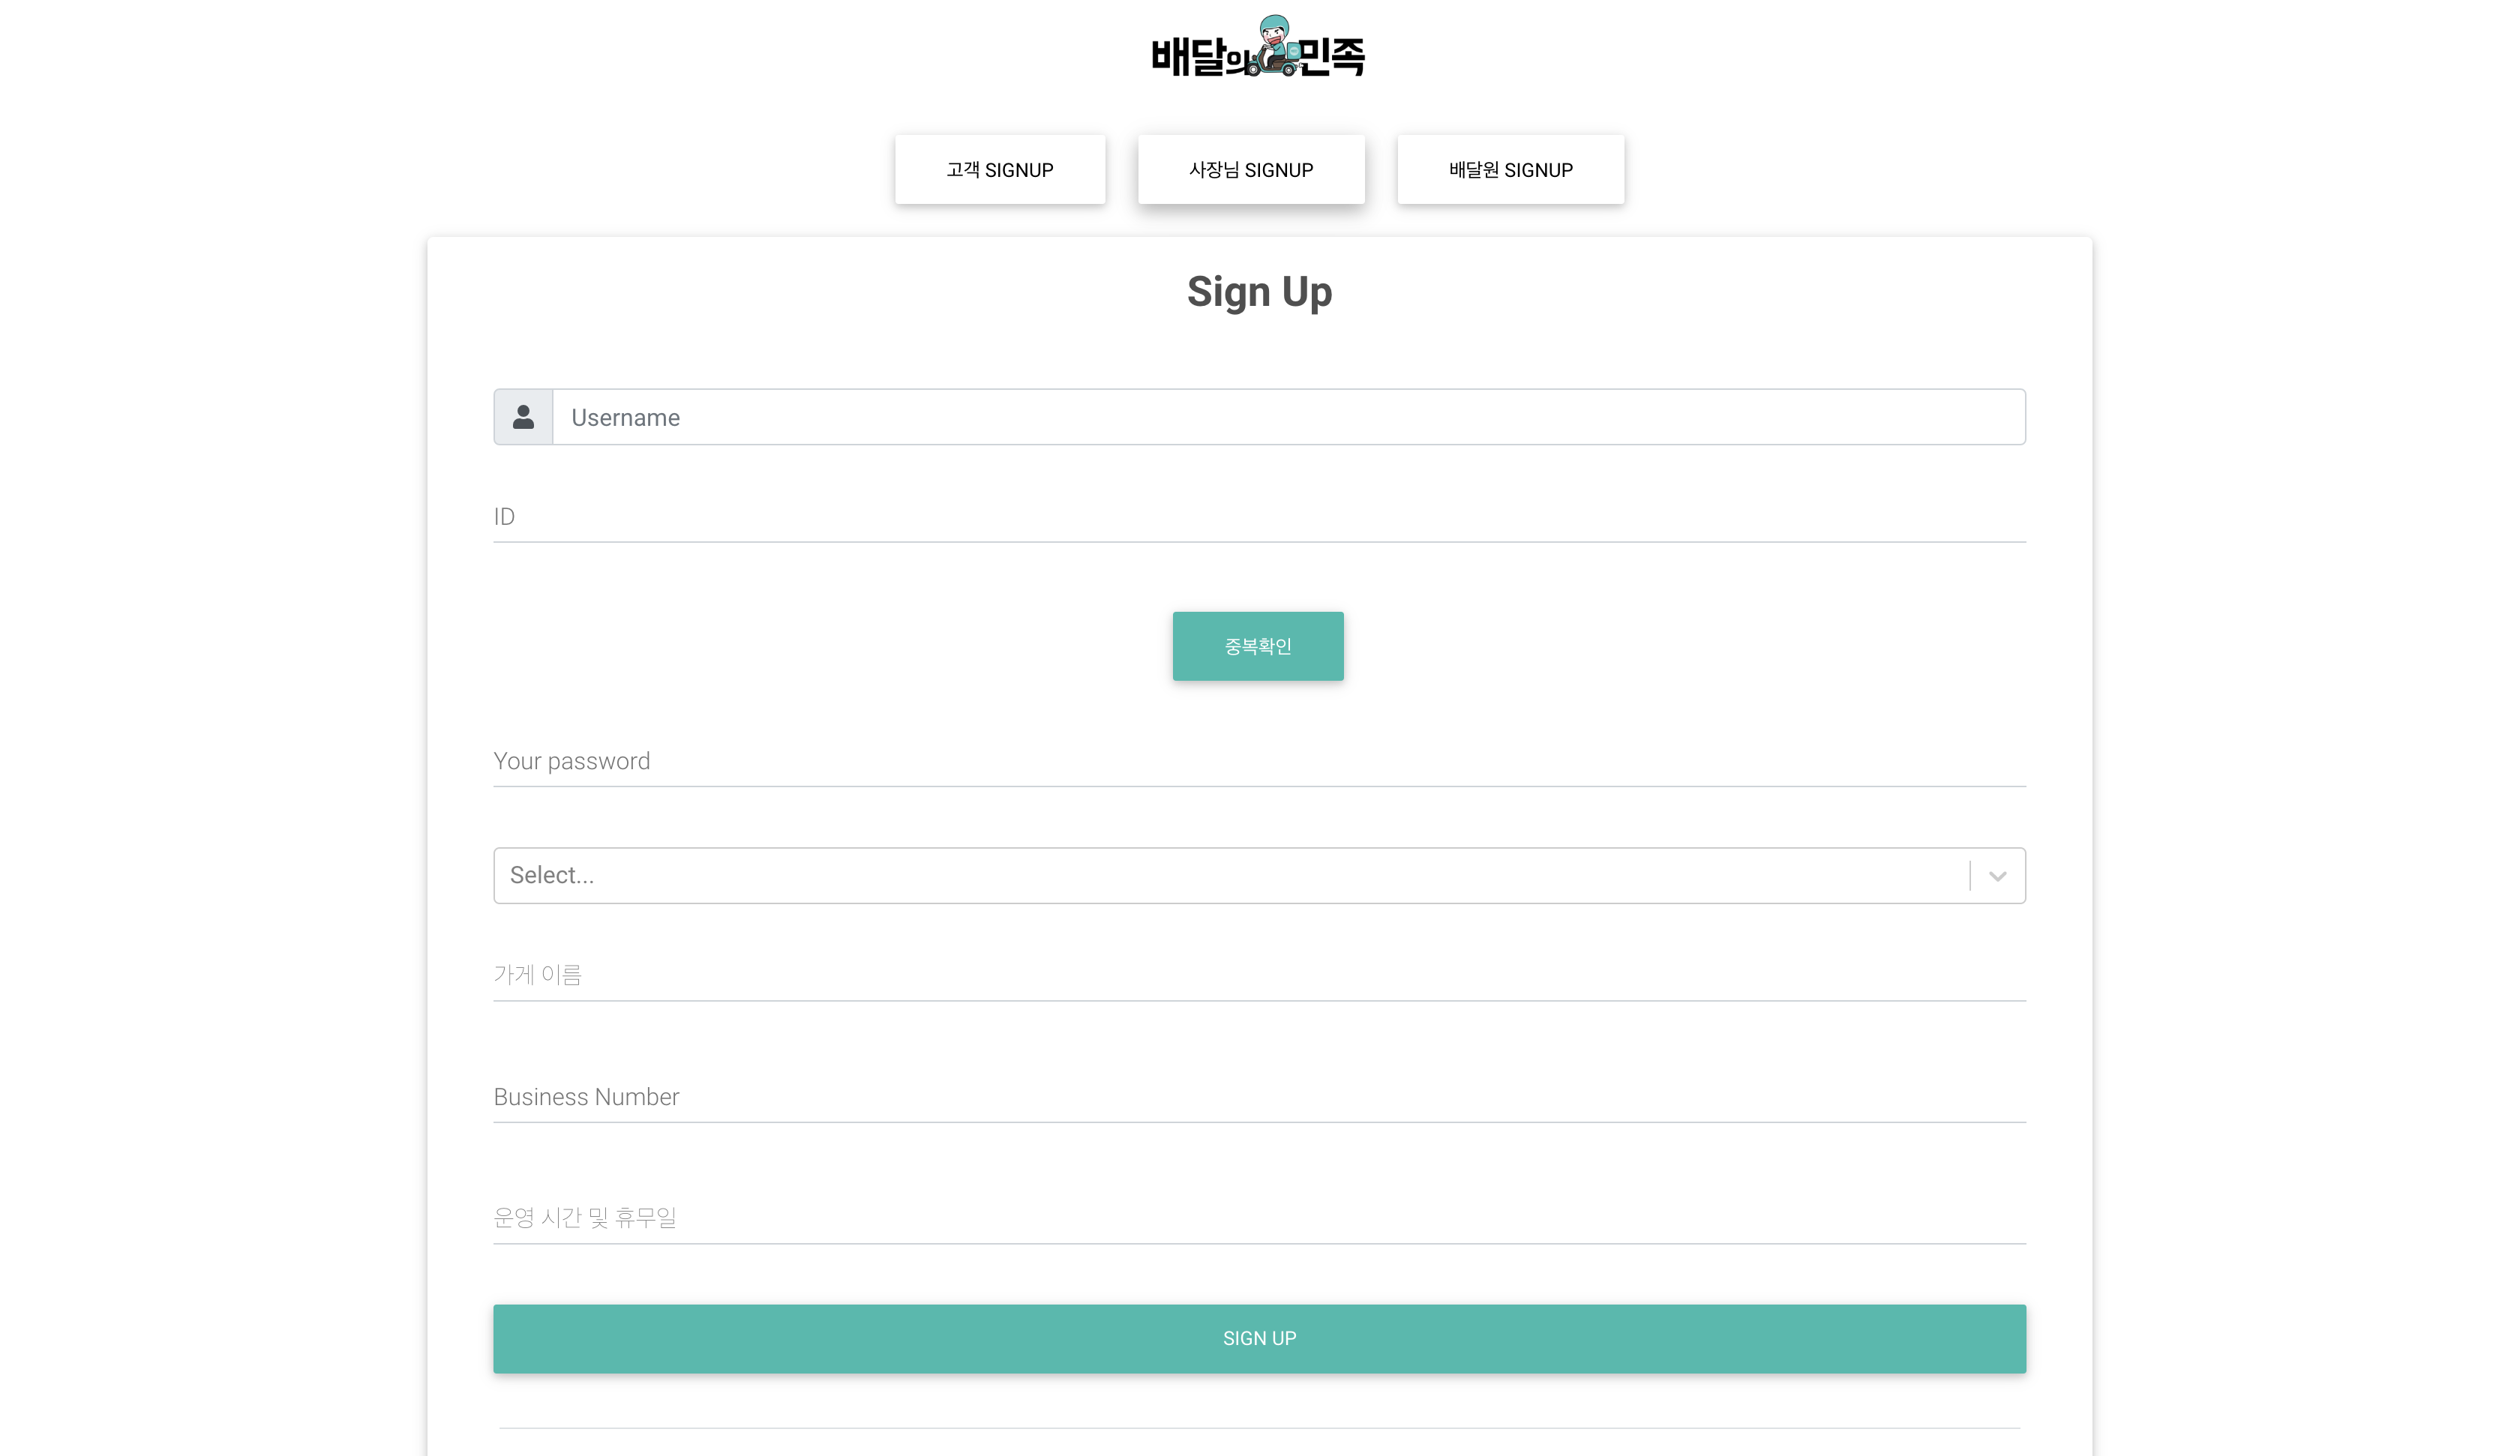 배달의민족
고객 SIGNUP 사장님 SIGNUP 배달원 SIGNUP
Sign Up
Username
ID
중복확인
Your password
Select...
가게 이름
Business Number
운영 시간 및 휴무일
SIGN UP